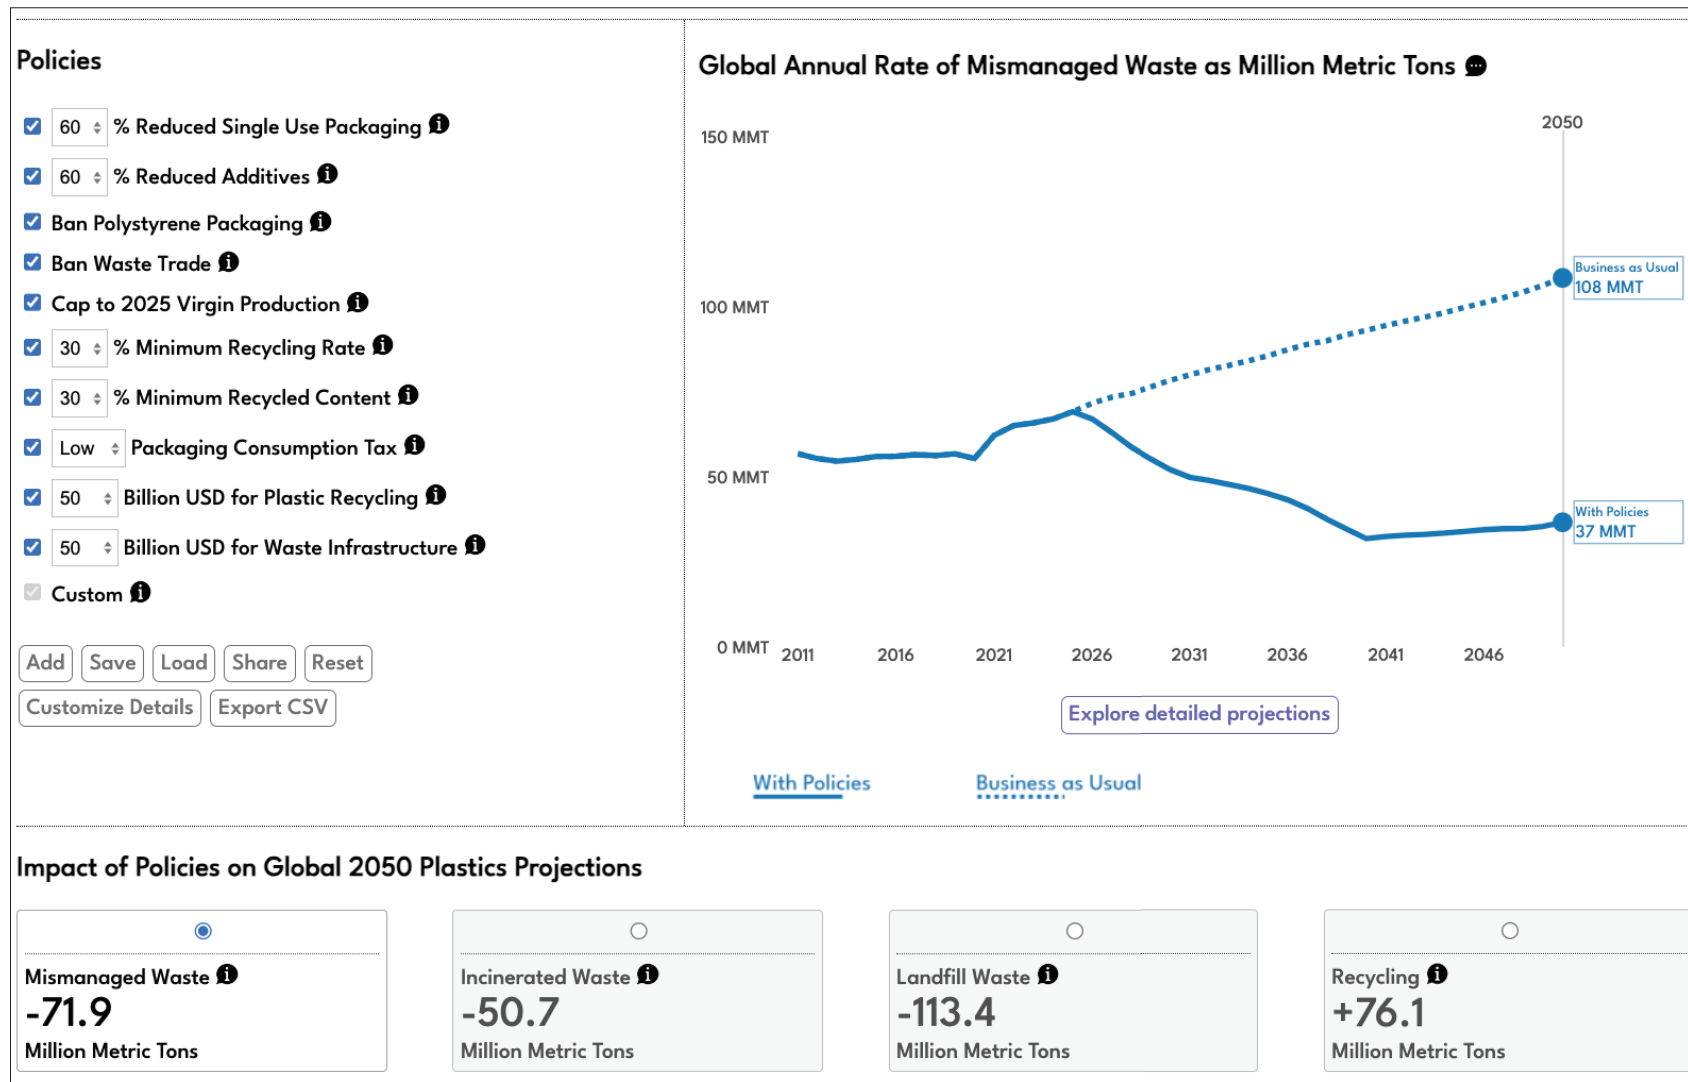 Policies
60 % Reduced Single Use Packaging
60 % Reduced Additives
Ban Polystyrene Packaging
Ban Waste Trade
Cap to 2025 Virgin Production
30 % Minimum Recycling Rate
30 % Minimum Recycled Content
Low Packaging Consumption Tax
50 Billion USD for Plastic Recycling
50 Billion USD for Waste Infrastructure
Custom
Add Save Load Share Reset
Customize Details Export CSV
Global Annual Rate of Mismanaged Waste as Million Metric Tons
2050
150 MMT
100 MMT
50 MMT
0 MMT
Business as Usual
108 MMT
With Policies
37 MMT
2011 2016 2021 2026 2031 2036 2041 2046
Explore detailed projections
With Policies Business as Usual
Impact of Policies on Global 2050 Plastics Projections
Mismanaged Waste
-71.9
Million Metric Tons
Incinerated Waste
-50.7
Million Metric Tons
Landfill Waste
-113.4
Million Metric Tons
Recycling
+76.1
Million Metric Tons